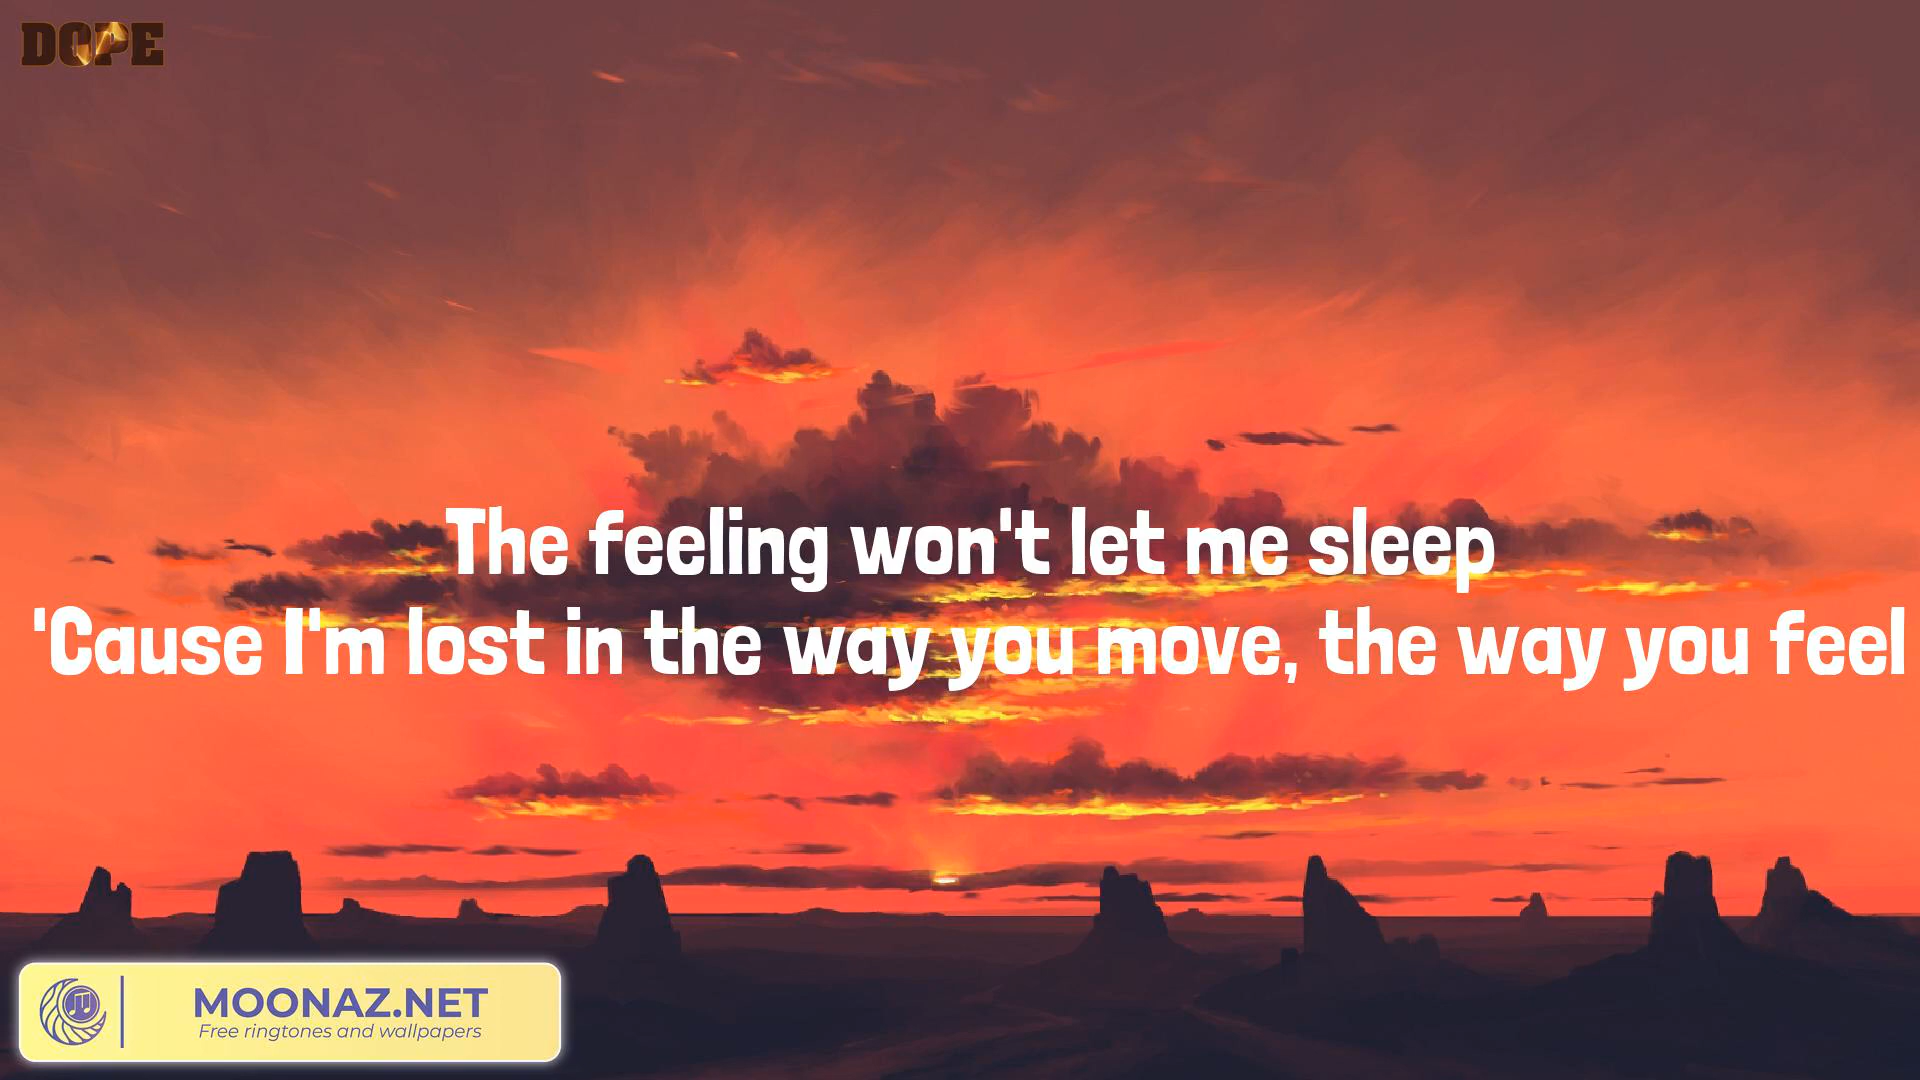 DOPE
The feeling won't let me sleep
'Cause I'm lost in the way you move, the way you feel
MOONAZ.NET
Free ringtones and wallpapers